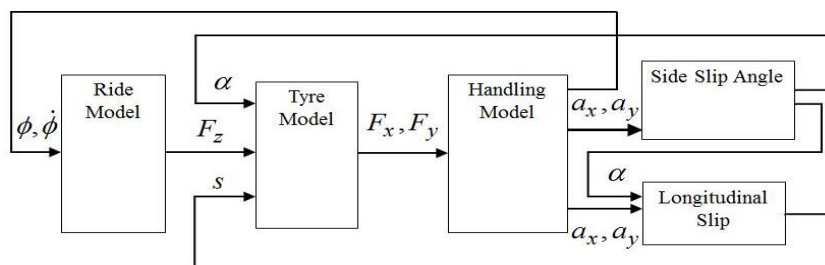 Ride
Model
Tyre
Model
Handling
Model
Side Slip Angle
Longitudinal
Slip
ϕ, ϕ̇
F_z
α
s
F_x, F_y
a_x, a_y
α
a_x, a_y